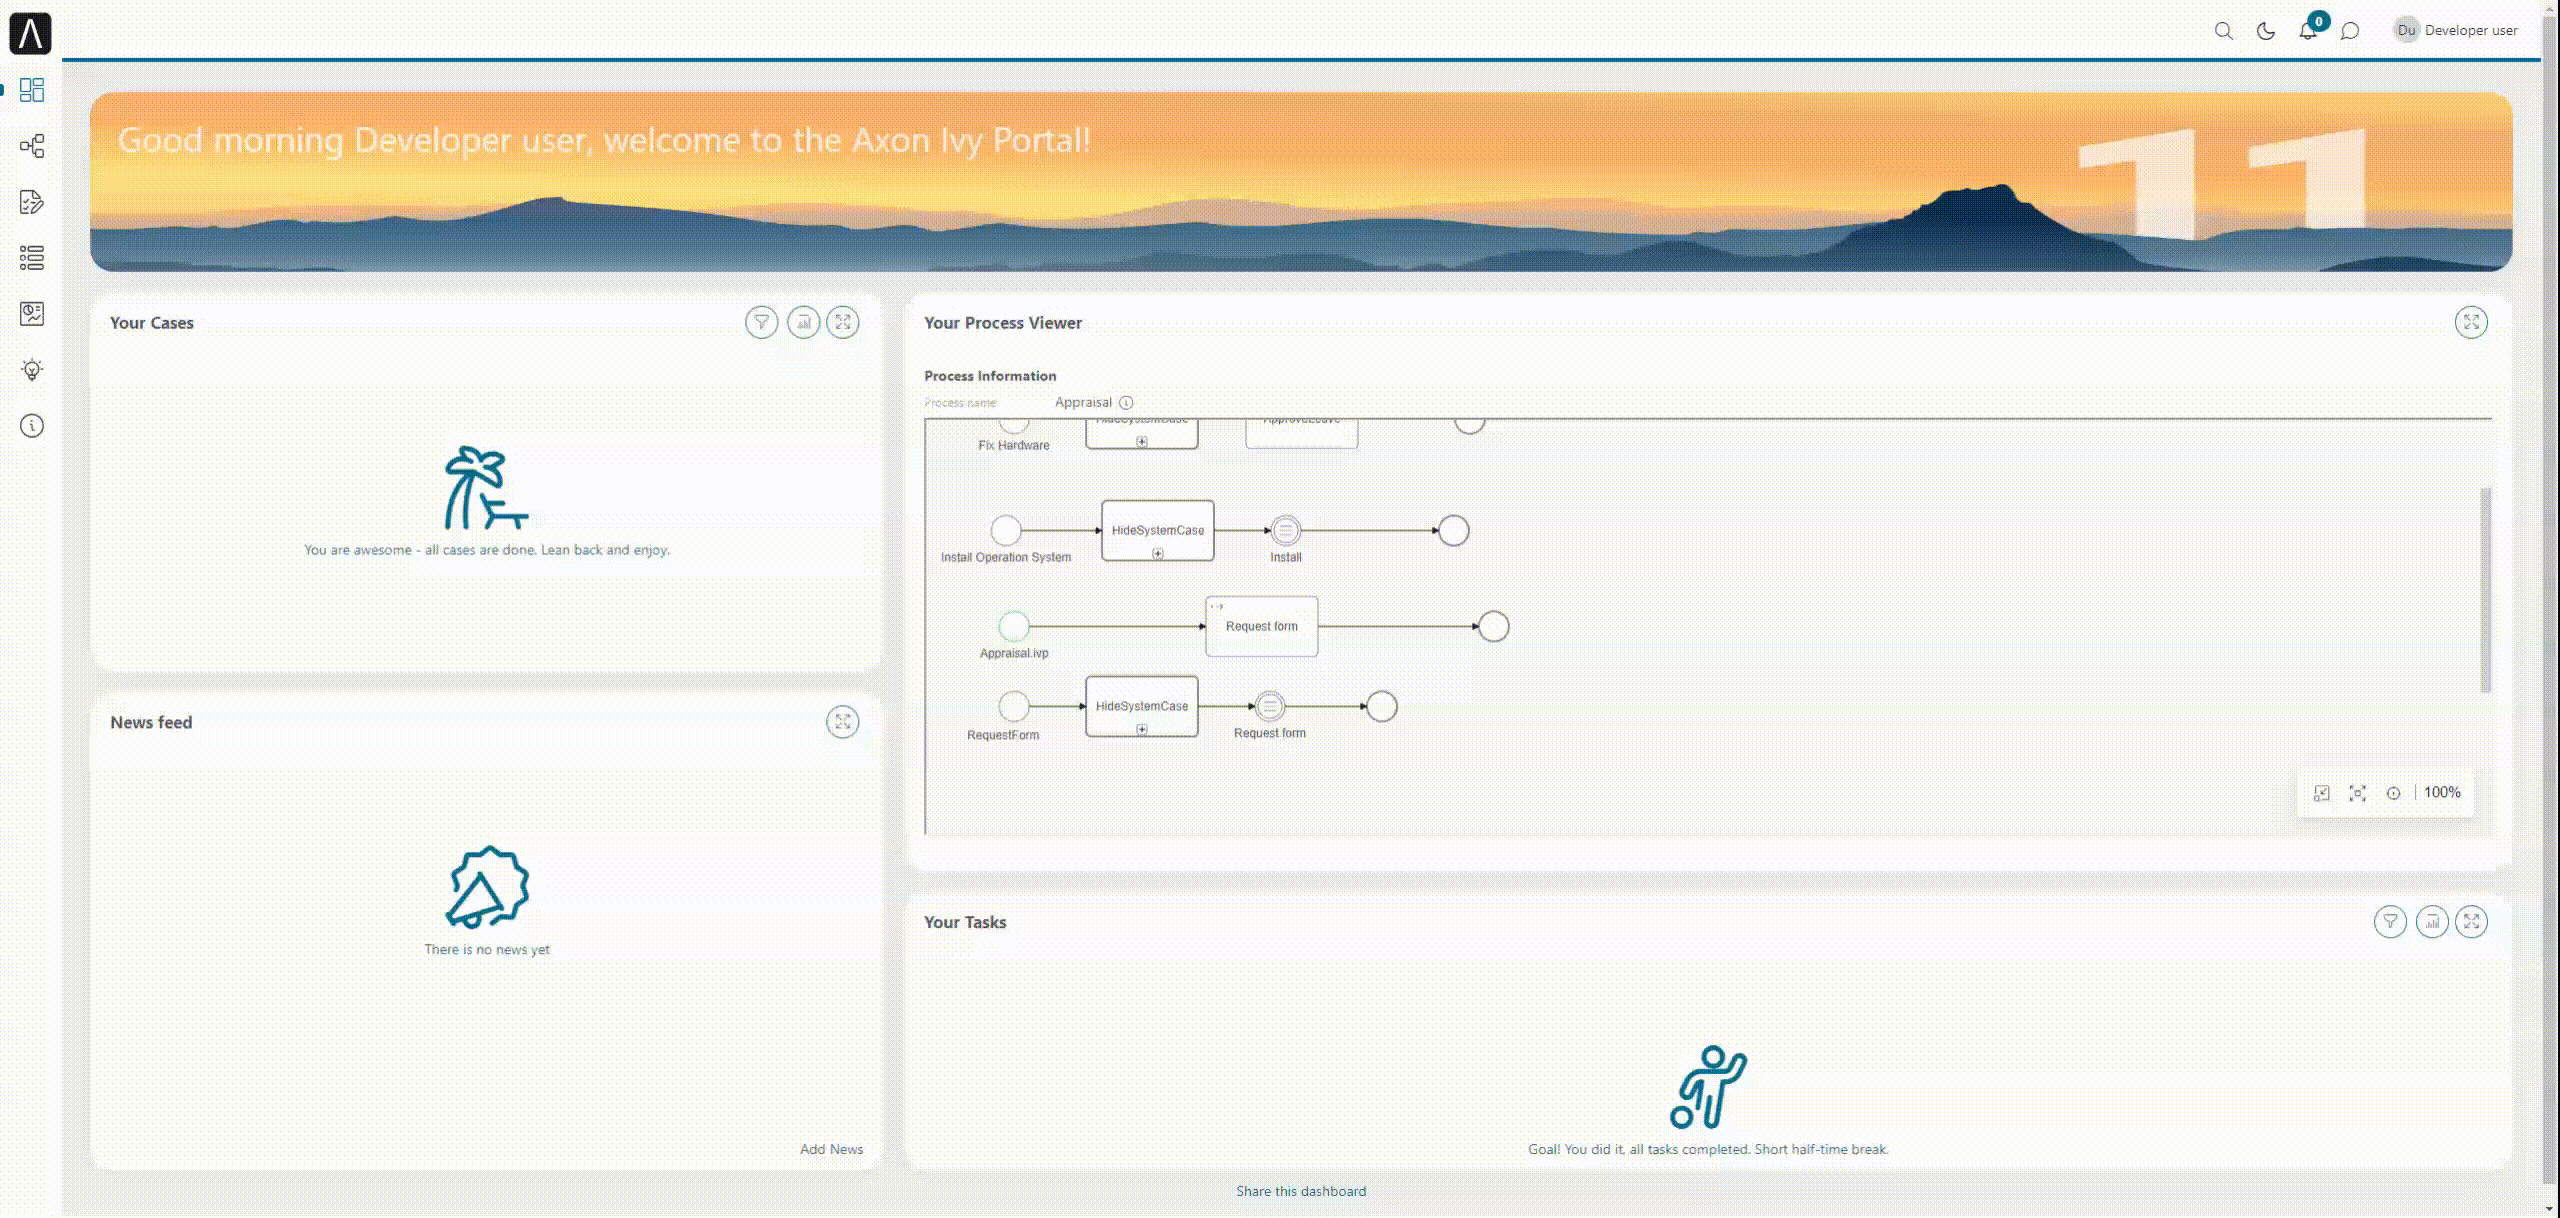 0
Du Developer user
Good morning Developer user, welcome to the Axon Ivy Portal!
11
Your Cases
You are awesome - all cases are done. Lean back and enjoy.
News feed
There is no news yet
Add News
Your Process Viewer
Process Information
Process name Appraisal
HideSystemCase ApproveLeave
Fix Hardware
HideSystemCase
Install Operation System Install
Request form
Appraisal.ivp
HideSystemCase
RequestForm Request form
100%
Your Tasks
Goal! You did it, all tasks completed. Short half-time break.
Share this dashboard